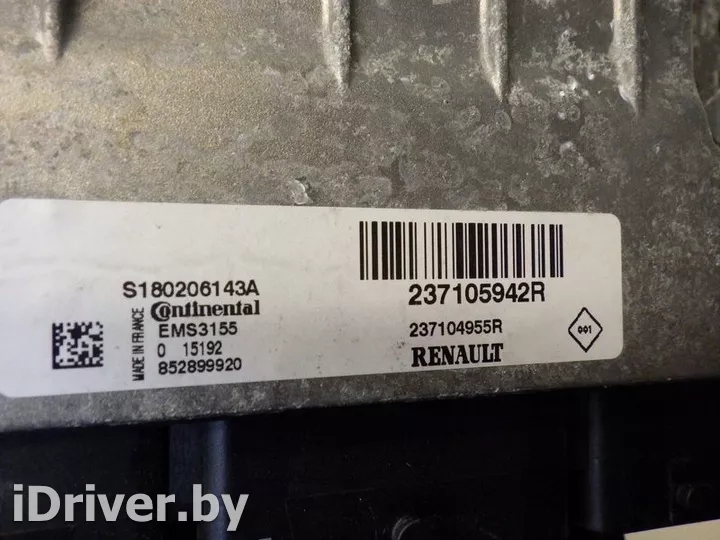 S180206143A
Continental
EMS3155
0 15192
852899920
MADE IN FRANCE
237105942R
237104955R
RENAULT
001
iDriver.by